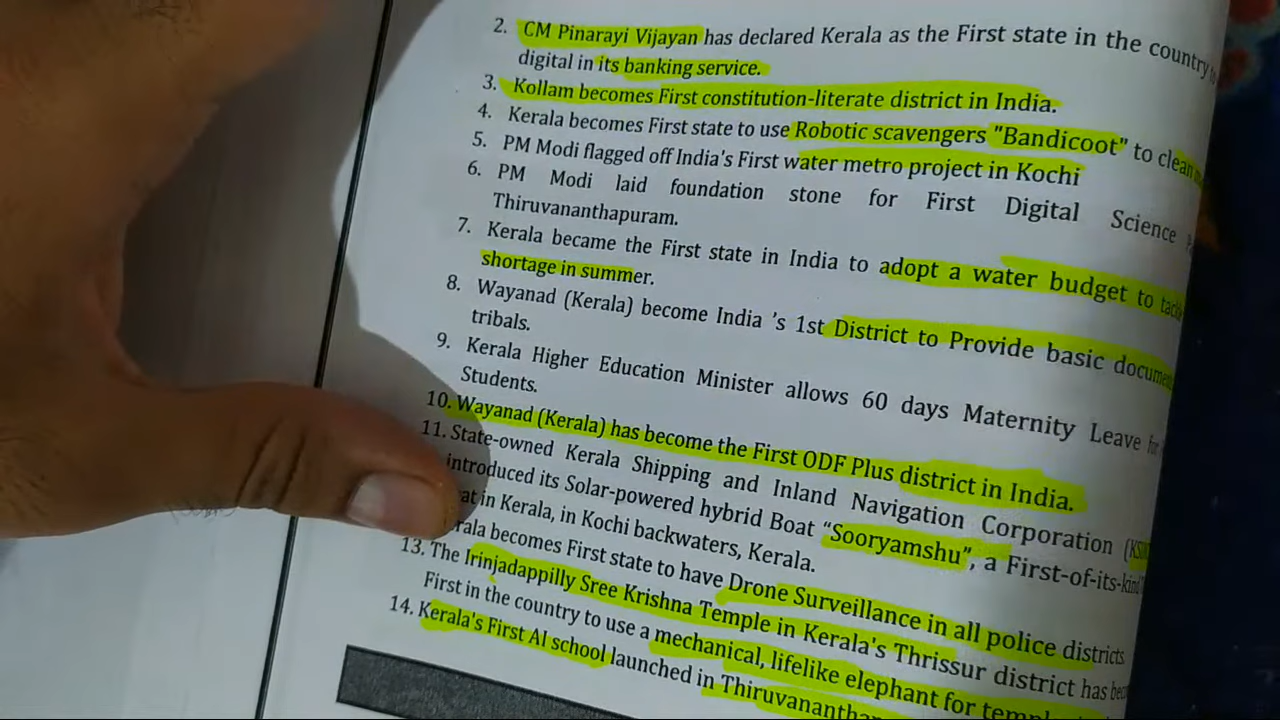 2. CM Pinarayi Vijayan has declared Kerala as the First state in the country
digital in its banking service.
3. Kollam becomes First constitution-literate district in India.
4. Kerala becomes First state to use Robotic scavengers "Bandicoot" to clean
5. PM Modi flagged off India's First water metro project in Kochi
6. PM Modi laid foundation stone for First Digital Science
Thiruvananthapuram.
7. Kerala became the First state in India to adopt a water budget to
shortage in summer.
8. Wayanad (Kerala) become India 's 1st District to Provide basic
tribals.
9. Kerala Higher Education Minister allows 60 days Maternity Leave for
Students.
10. Wayanad (Kerala) has become the First ODF Plus district in India.
11. State-owned Kerala Shipping and Inland Navigation Corporation
introduced its Solar-powered hybrid Boat “Sooryamshu”, a First-of-its-kind
in Kerala, in Kochi backwaters, Kerala.
becomes First state to have Drone Surveillance in all police districts
13. The Irinjadappilly Sree Krishna Temple in Kerala's Thrissur district has
First in the country to use a mechanical, lifelike elephant for
14. Kerala's First AI school launched in